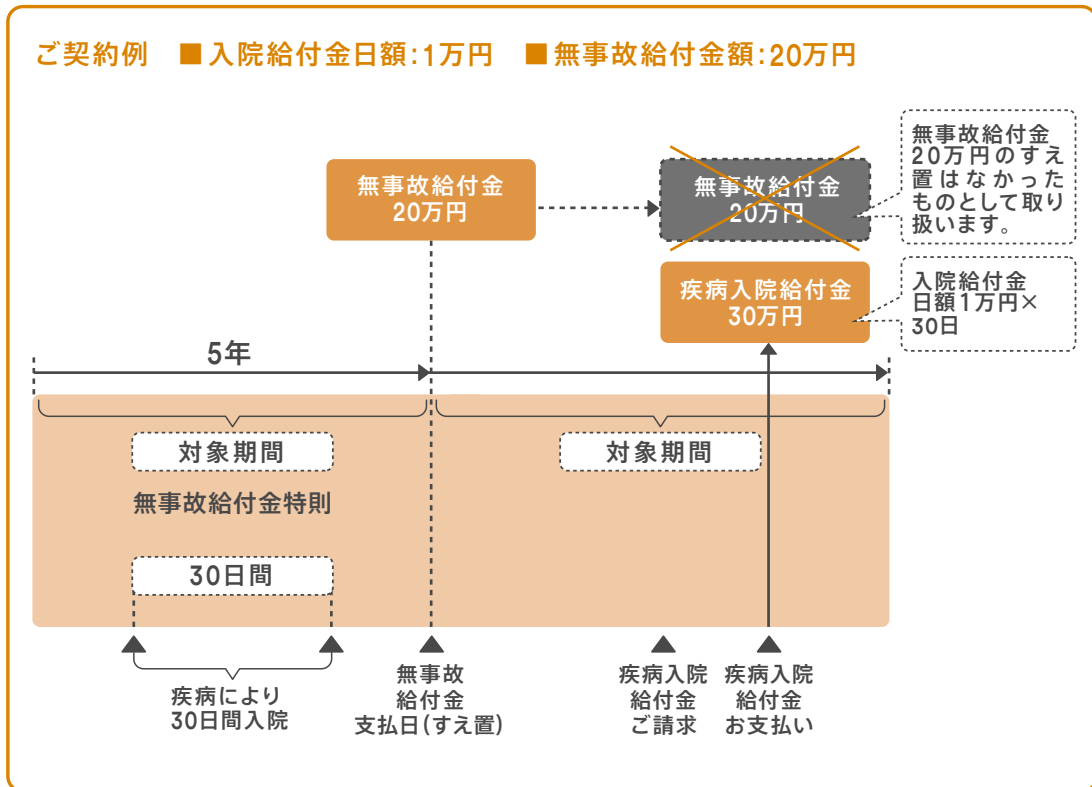 ご契約例 ■入院給付金日額:1万円 ■無事故給付金額:20万円
無事故給付金
20万円
無事故給付金
20万円
無事故給付金
20万円のすえ
置はなかった
ものとして取り
扱います。
疾病入院給付金
30万円
入院給付金
日額1万円×
30日
5年
対象期間
対象期間
無事故給付金特則
30日間
疾病により
30日間入院
無事故
給付金
支払日(すえ置)
疾病入院
給付金
ご請求
疾病入院
給付金
お支払い